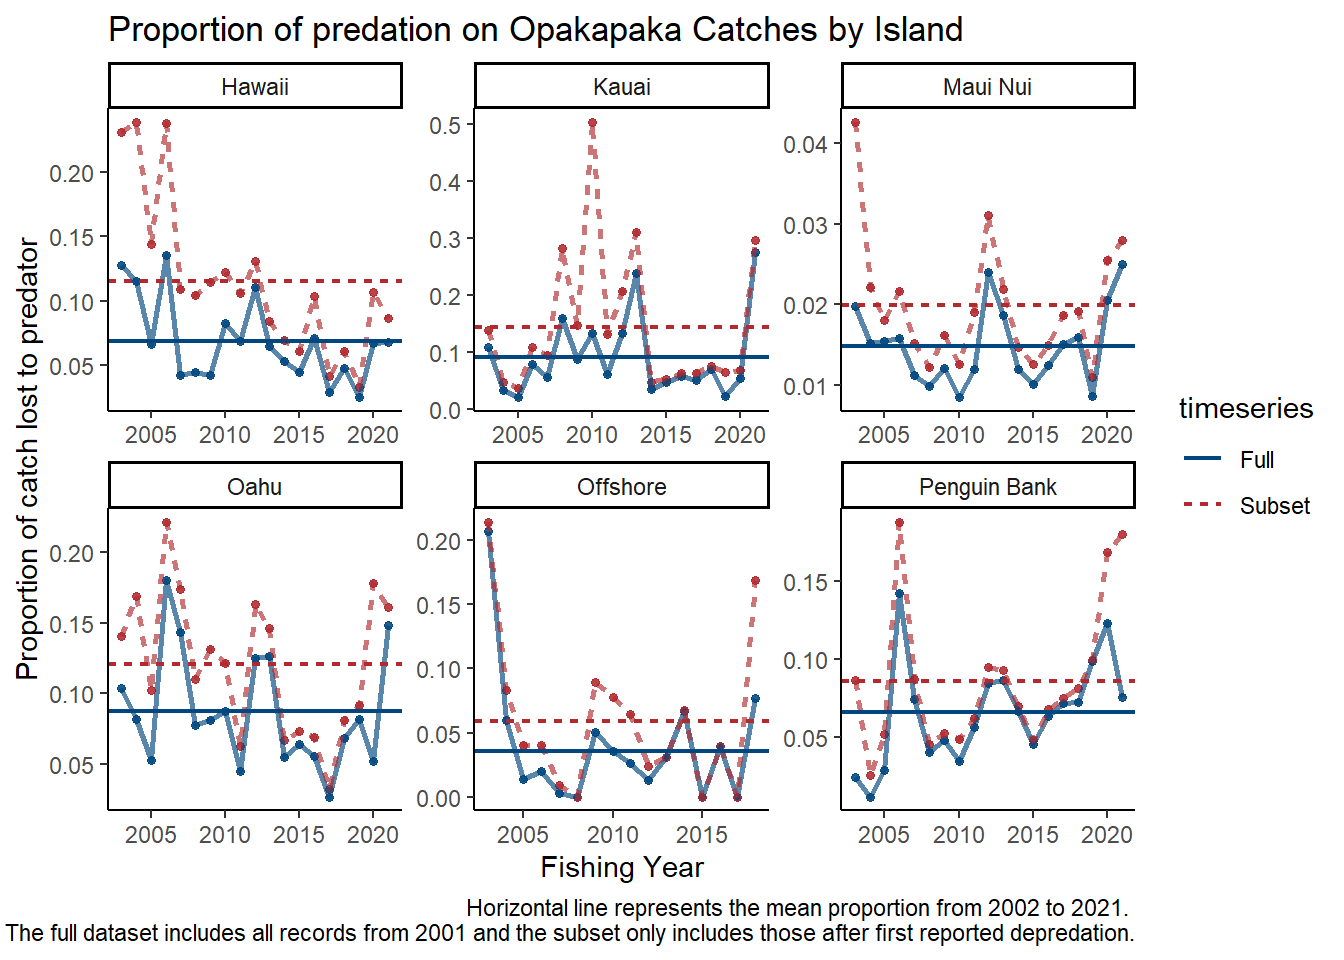 Proportion of predation on Opakapaka Catches by Island
Hawaii
Kauai
Maui Nui
0.20
0.15
0.10
0.05
0.5
0.4
0.3
0.2
0.1
0.0
0.04
0.03
0.02
0.01
2005 2010 2015 2020
2005 2010 2015 2020
2005 2010 2015 2020
Oahu
Offshore
Penguin Bank
0.20
0.15
0.10
0.05
0.20
0.15
0.10
0.05
0.00
0.15
0.10
0.05
2005 2010 2015 2020
2005 2010 2015
2005 2010 2015 2020
Proportion of catch lost to predator
Fishing Year
timeseries
Full
Subset
Horizontal line represents the mean proportion from 2002 to 2021.
The full dataset includes all records from 2001 and the subset only includes those after first reported depredation.